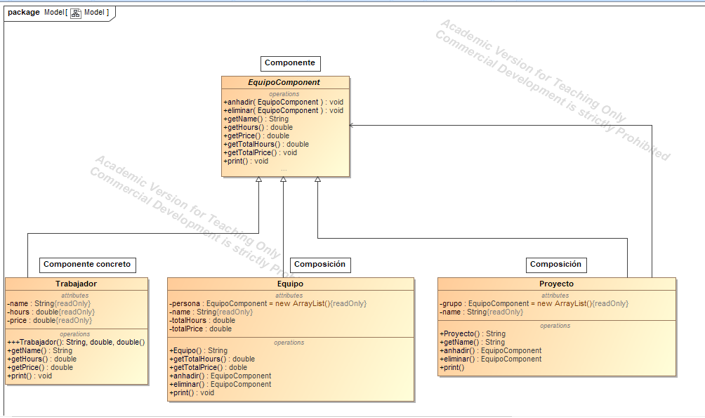 package Model[ Model ]
Academic Version for Teaching Only
Commercial Development is strictly Prohibited
Componente
EquipoComponent
operations
+anhadir( EquipoComponent ) : void
+eliminar( EquipoComponent ) : void
+getName() : String
+getHours() : double
+getPrice() : double
+getTotalHours() : double
+getTotalPrice() : void
+print() : void
Academic Version for Teaching Only
Commercial Development is strictly Prohi
Componente concreto
Composición
Composición
Trabajador
attributes
-name : String{readOnly}
-hours : double{readOnly}
-price : double{readOnly}
operations
+++Trabajador(): String, double, double()
+getName() : String
+getHours() : double
+getPrice() : double
+print() : void
Equipo
attributes
-persona : EquipoComponent = new ArrayList(){readOnly}
-name : String{readOnly}
-totalHours : double
-totalPrice : double
operations
+Equipo() : String
+getTotalHours() : double
+getTotalPrice() : doble
+anhadir() : EquipoComponent
+eliminar() : EquipoComponent
+print() : void
Proyecto
attributes
-grupo : EquipoComponent = new ArrayList(){readOnly}
-name : String{readOnly}
operations
+Proyecto() : String
+getName() : String
+anhadir() : EquipoComponent
+eliminar() : EquipoComponent
+print()